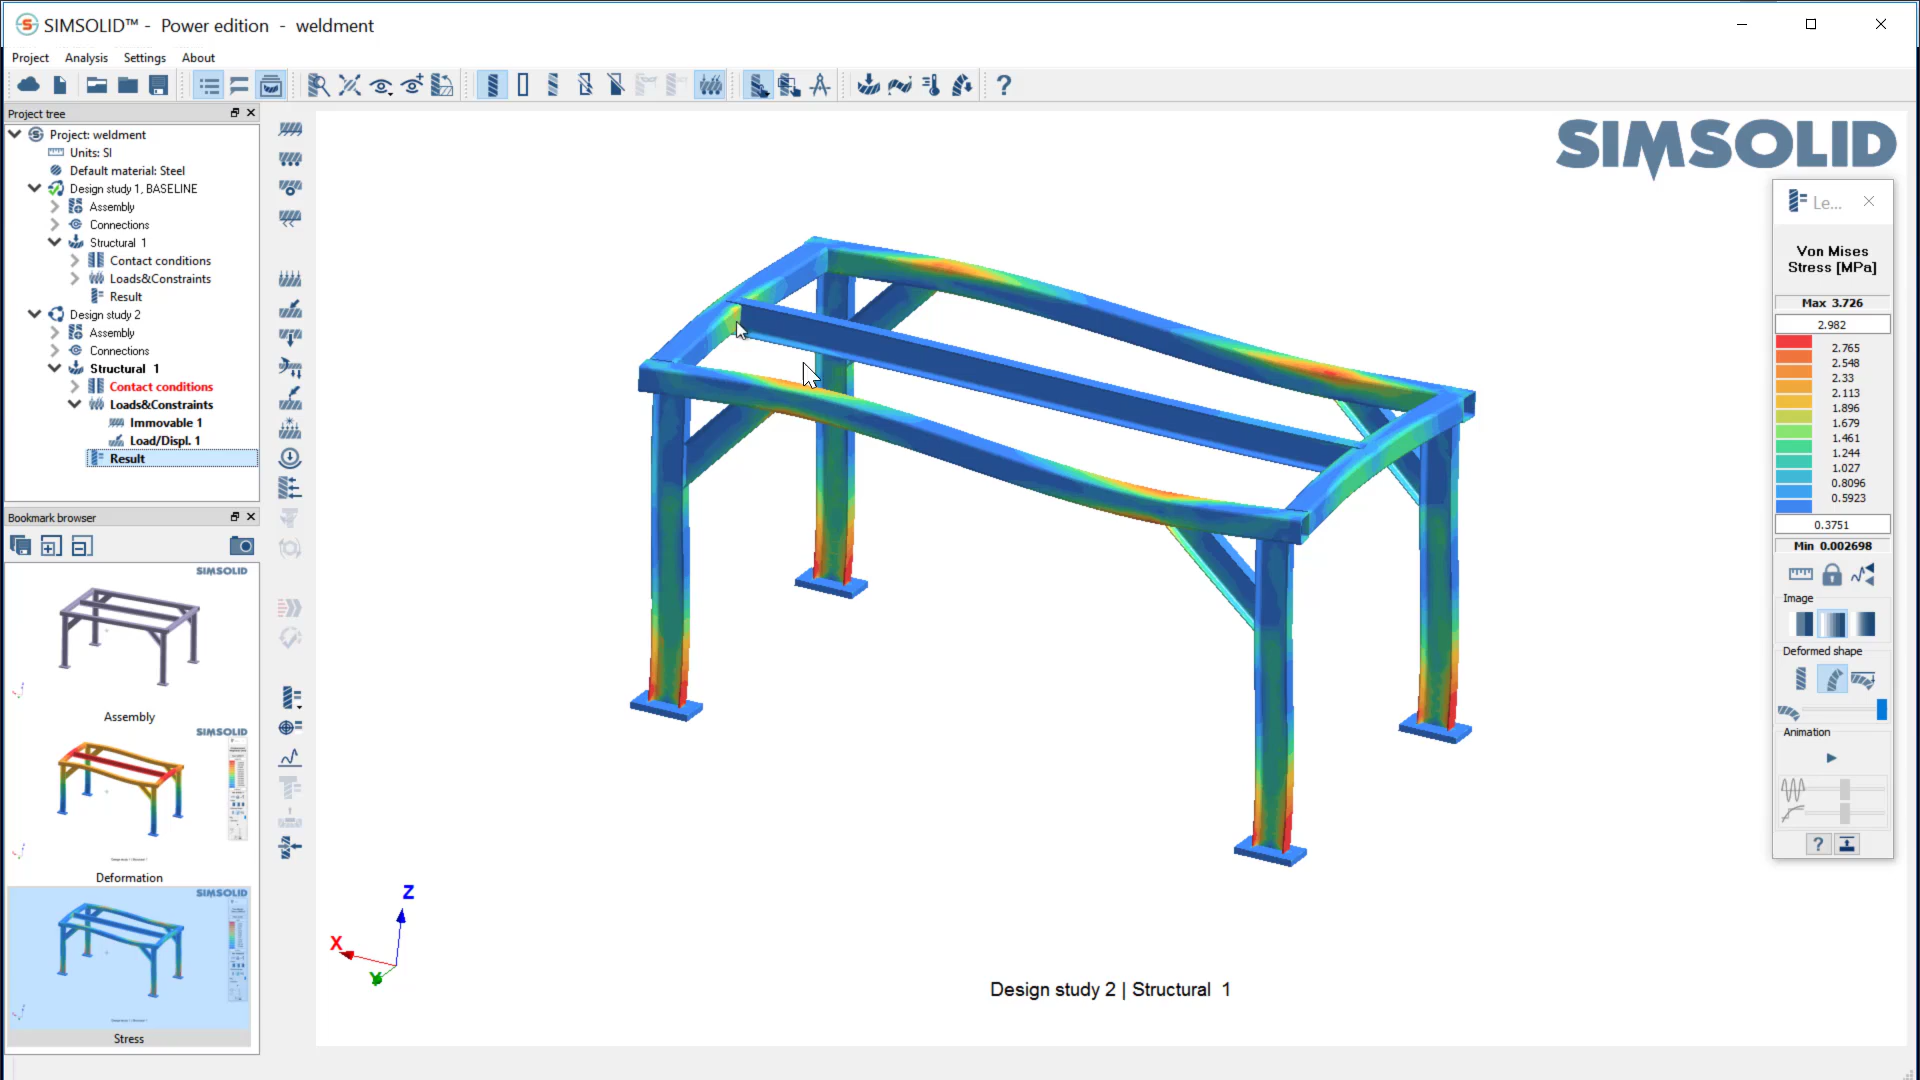 SIMSOLID™ - Power edition - weldment
Project Analysis Settings About
Project tree
Project: weldment
Units: SI
Default material: Steel
Design study 1, BASELINE
Assembly
Connections
Structural 1
Contact conditions
Loads&Constraints
Result
Design study 2
Assembly
Connections
Structural 1
Contact conditions
Loads&Constraints
Immovable 1
Load/Displ. 1
Result
Bookmark browser
SIMSOLID
Assembly
SIMSOLID
Deformation
SIMSOLID
Stress
SIMSOLID
Le...
Von Mises
Stress [MPa]
Max 3.726
2.982
2.765
2.548
2.33
2.113
1.896
1.679
1.461
1.244
1.027
0.8096
0.5923
0.3751
Min 0.002698
Image
Deformed shape
Animation
?
Z
X
Y
Design study 2 | Structural 1